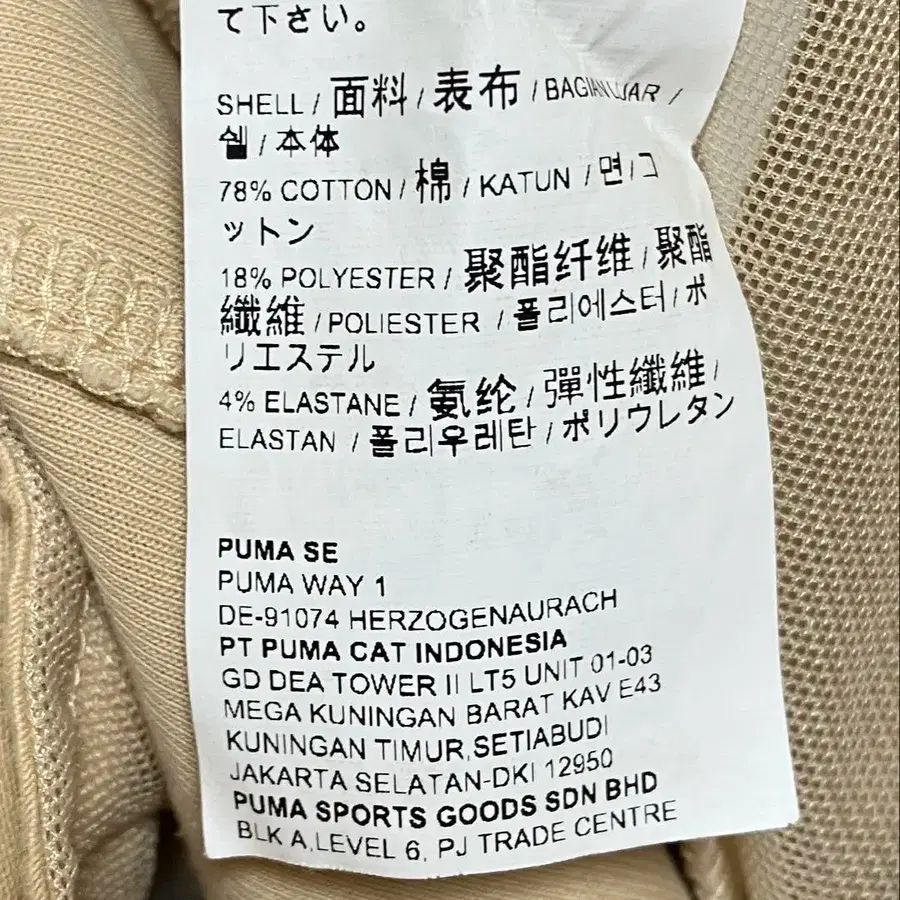 て下さい。
SHELL / 面料 / 表布 / BAGIAN LUAR /
쉘 / 本体
78% COTTON / 棉 / KATUN / 면 / コ
ットン
18% POLYESTER / 聚酯纤维 / 聚酯
纖維 / POLIESTER / 폴리에스터 / ポ
リエステル
4% ELASTANE / 氨纶 / 彈性纖維 /
ELASTAN / 폴리우레탄 / ポリウレタン
PUMA SE
PUMA WAY 1
DE-91074 HERZOGENAURACH
PT PUMA CAT INDONESIA
GD DEA TOWER II LT5 UNIT 01-03
MEGA KUNINGAN BARAT KAV E43
KUNINGAN TIMUR,SETIABUDI
JAKARTA SELATAN-DKI 12950
PUMA SPORTS GOODS SDN BHD
BLK A,LEVEL 6, PJ TRADE CENTRE